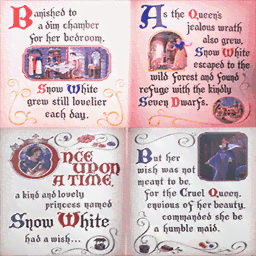 Banished to
a dim chamber
for her bedroom,
Snow White
grew still lovelier
each day.
As the Queen's
jealous wrath
also grew,
Snow White
escaped to the
wild forest and found
refuge with the kindly
Seven Dwarfs.
Once
upon
a time,
a kind and lovely
princess named
Snow White
had a wish...
But her
wish was not
meant to be,
for the Cruel Queen,
envious of her beauty,
commanded she be
a humble maid.